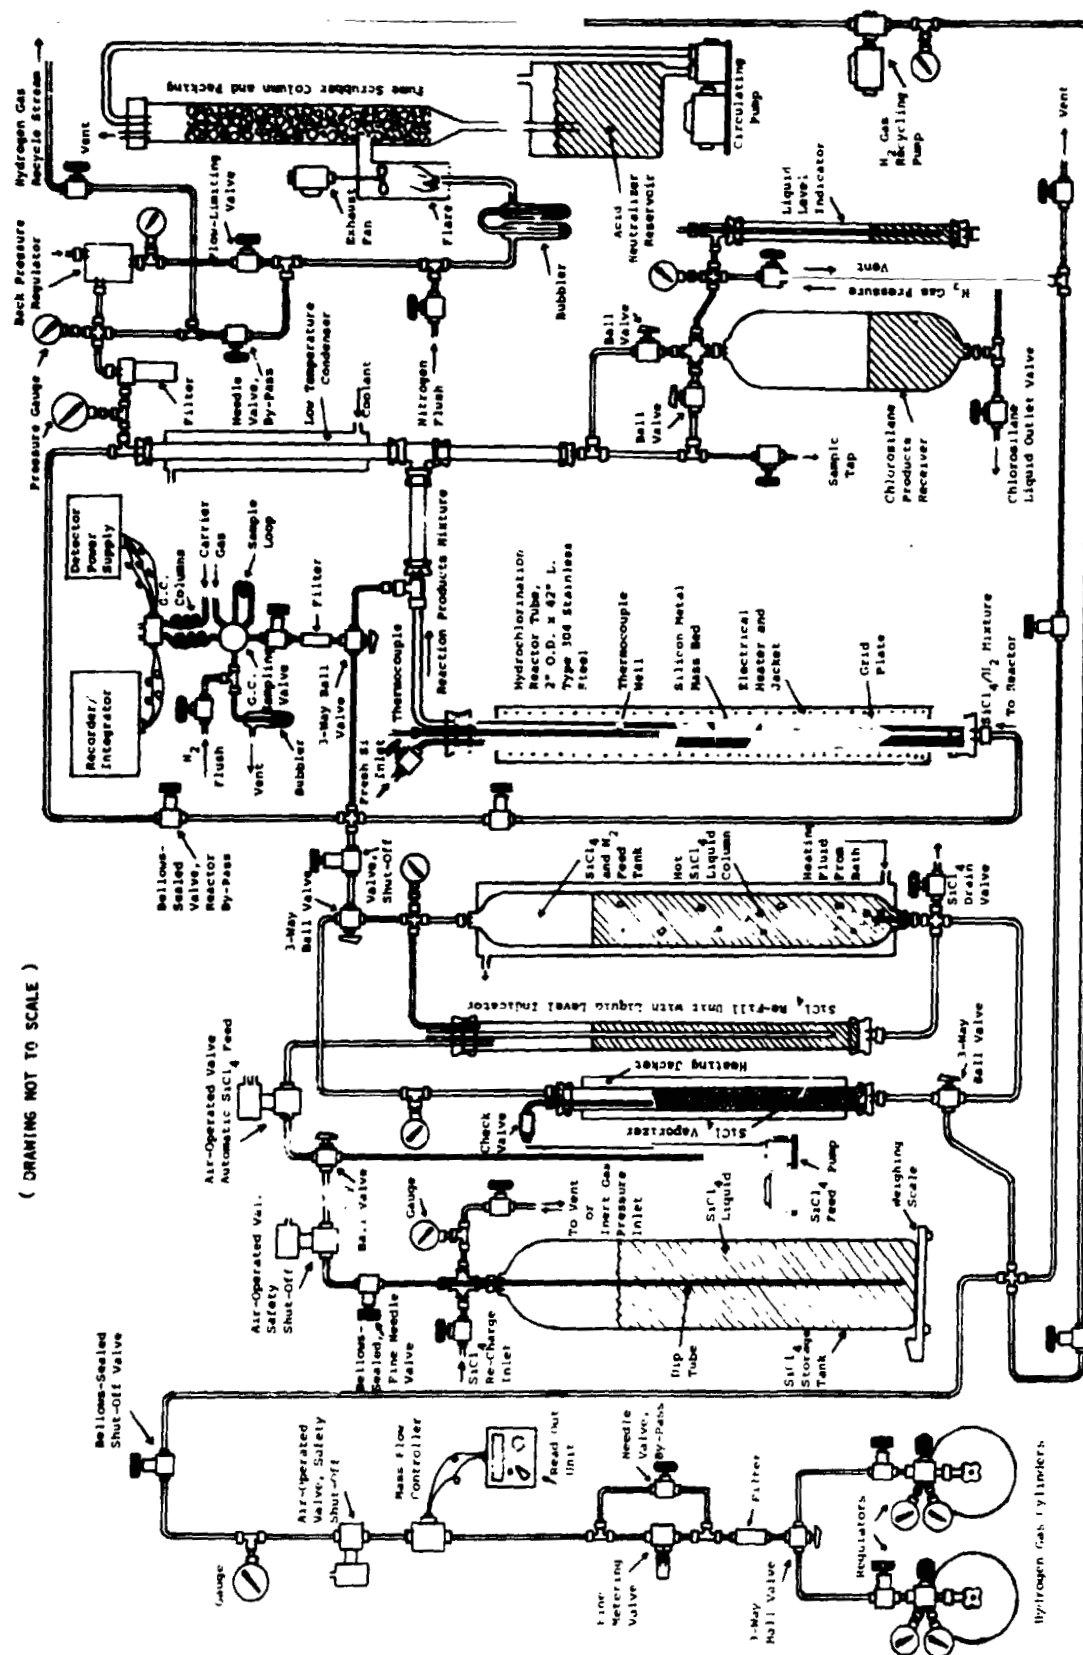 ( DRAWING NOT TO SCALE )
Hydrogen Gas
Recycle Stream
Vent
Fume Scrubber Column and Packing
Circulating
Pump
H2 Gas
Recycling
Pump
Back Pressure
Regulator
Flow-Limiting
Valve
Exhaust
Fan
Flare
Acid
Neutralizer
Reservoir
Liquid
Level
Indicator
Vent
Bubbler
Vent
H2 Gas Pressure
Pressure Gauge
Filter
Needle
Valve,
By-Pass
Low Temperature
Condenser
Coolant
Nitrogen
Flush
Ball
Valve
Ball
Valve
Sample
Tap
Chlorosilane
Products
Receiver
Chlorosilane
Liquid Outlet Valve
Detector
Power
Supply
G.C.
Columns
Carrier
Gas
Sample
Loop
Filter
Recorder/
Integrator
H2
Flush
Vent
G.C.
Sampling
Valve
Bubbler
3-Way Ball
Valve
Thermocouple
Reaction Products Mixture
Fresh Si
Inlet
Hydrochlorination
Reactor Tube,
2" O.D. x 42" L.
Type 304 Stainless
Steel
Thermocouple
Well
Silicon Metal
Mass Bed
Electrical
Heater and
Jacket
Grid
Plate
SiCl4/H2 Mixture
To Reactor
Bellows-
Sealed
Valve,
Reactor
By-Pass
3-Way
Ball Valve
Valve,
Shut-Off
SiCl4
and H2
Feed
Tank
Hot
SiCl4
Liquid
Column
Heating
Fluid
From
Bath
SiCl4
Drain
Valve
SiCl4 Re-Fill Unit with Liquid Level Indicator
Air-Operated Valve
Automatic SiCl4 Feed
Heating Jacket
Check
Valve
SiCl4 Vaporizer
3-Way
Ball Valve
Air-Operated Val.
Safety
Shut-Off
Ball Valve
Gauge
To Vent
or
Inert Gas
Pressure
Inlet
SiCl4
Feed Pump
SiCl4
Liquid
Weighing
Scale
Bellows-
Sealed,
Fine Needle
Valve
SiCl4
Re-Charge
Inlet
Dip
Tube
SiCl4
Storage
Tank
Bellows-Sealed
Shut-Off Valve
Air-Operated
Valve, Safety
Shut-Off
Mass Flow
Controller
Read Out
Unit
Needle
Valve,
By-Pass
Filter
Gauge
Fine
Metering
Valve
3-Way
Ball Valve
Regulators
Hydrogen Gas Cylinders